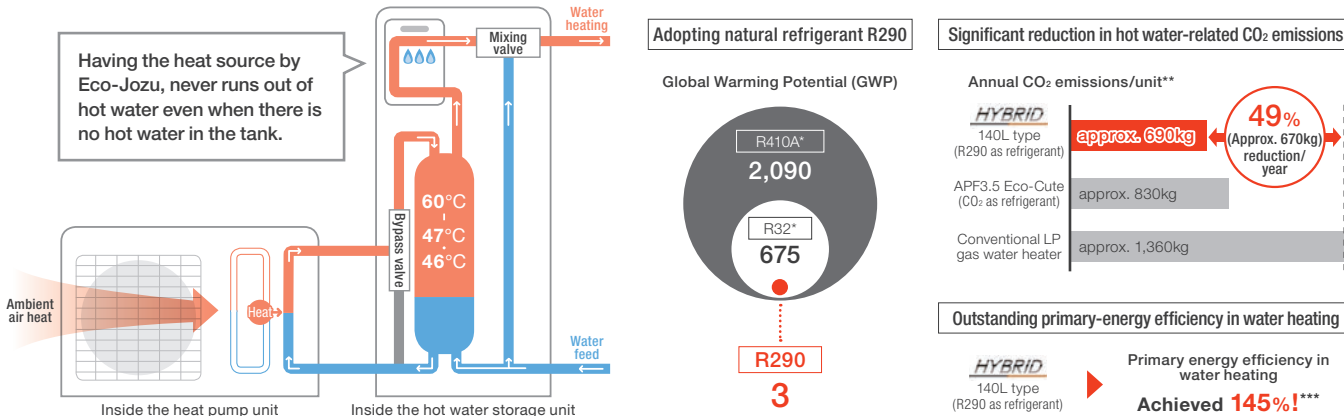 Having the heat source by
Eco-Jozu, never runs out of
hot water even when there is
no hot water in the tank.
Water
heating
Mixing
valve
60°C
47°C
46°C
Bypass valve
Ambient
air heat
Heat
Water
feed
Inside the heat pump unit
Inside the hot water storage unit
Adopting natural refrigerant R290
Global Warming Potential (GWP)
R410A*
2,090
R32*
675
R290
3
Significant reduction in hot water-related CO₂ emissions
Annual CO₂ emissions/unit**
HYBRID
140L type
(R290 as refrigerant)
approx. 690kg
49%
(Approx. 670kg)
reduction/
year
APF3.5 Eco-Cute
(CO₂ as refrigerant)
approx. 830kg
Conventional LP
gas water heater
approx. 1,360kg
Outstanding primary-energy efficiency in water heating
HYBRID
140L type
(R290 as refrigerant)
Primary energy efficiency in
water heating
Achieved 145%!***